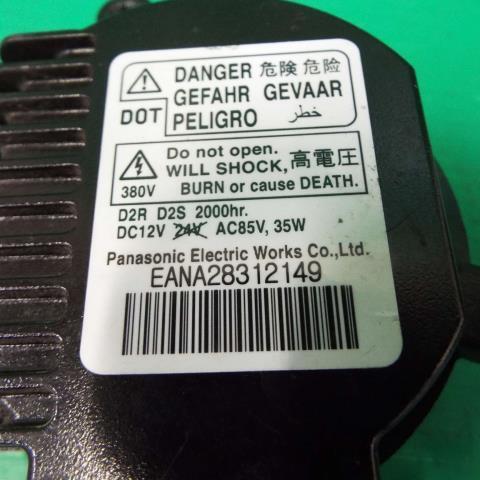 DANGER 危険 危险
GEFAHR GEVAAR
DOT PELIGRO خطر
Do not open.
WILL SHOCK, 高電圧
380V BURN or cause DEATH.
D2R D2S 2000hr.
DC12V 24V AC85V, 35W
Panasonic Electric Works Co.,Ltd.
EANA28312149